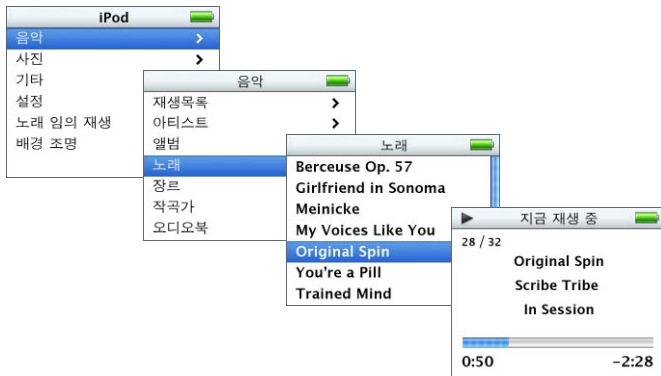 iPod
음악
사진
기타
설정
노래 임의 재생
배경 조명
음악
재생목록
아티스트
앨범
노래
장르
작곡가
오디오북
노래
Berceuse Op. 57
Girlfriend in Sonoma
Meinicke
My Voices Like You
Original Spin
You're a Pill
Trained Mind
지금 재생 중
28 / 32
Original Spin
Scribe Tribe
In Session
0:50 -2:28